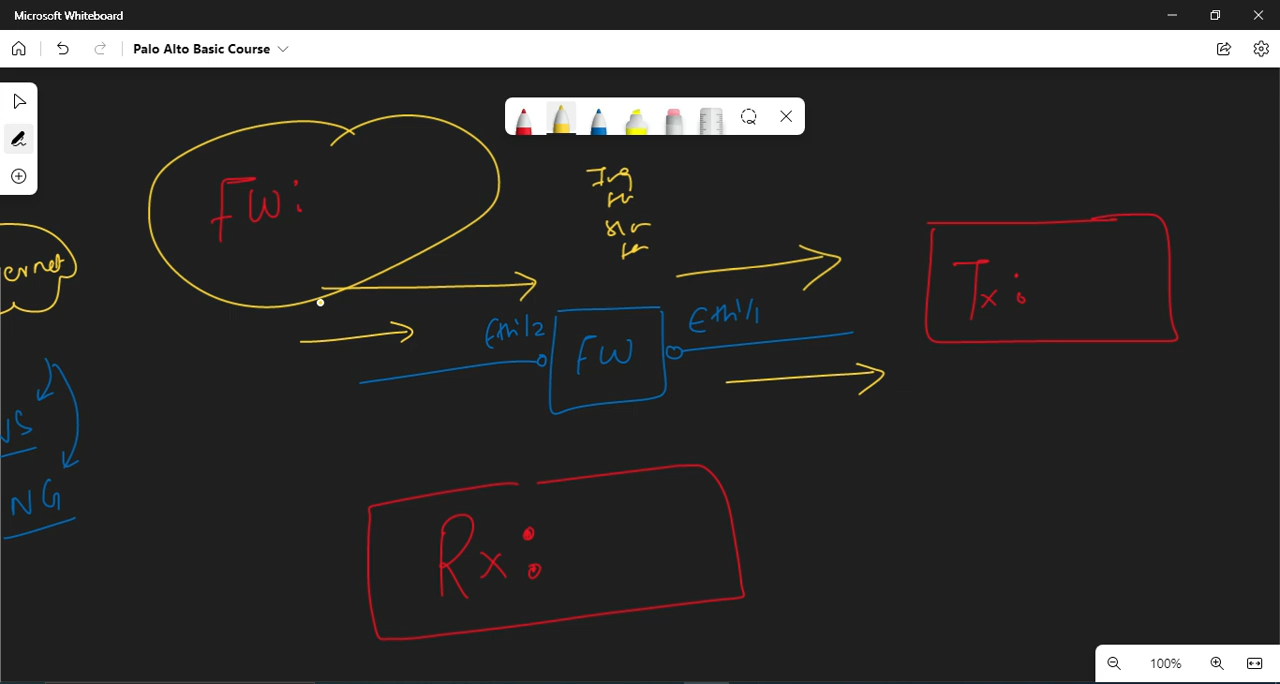 Microsoft Whiteboard
Palo Alto Basic Course
FW:
ernet
Eth1/2
FW
Eth1/1
Tx:
NG
Rx:
100%